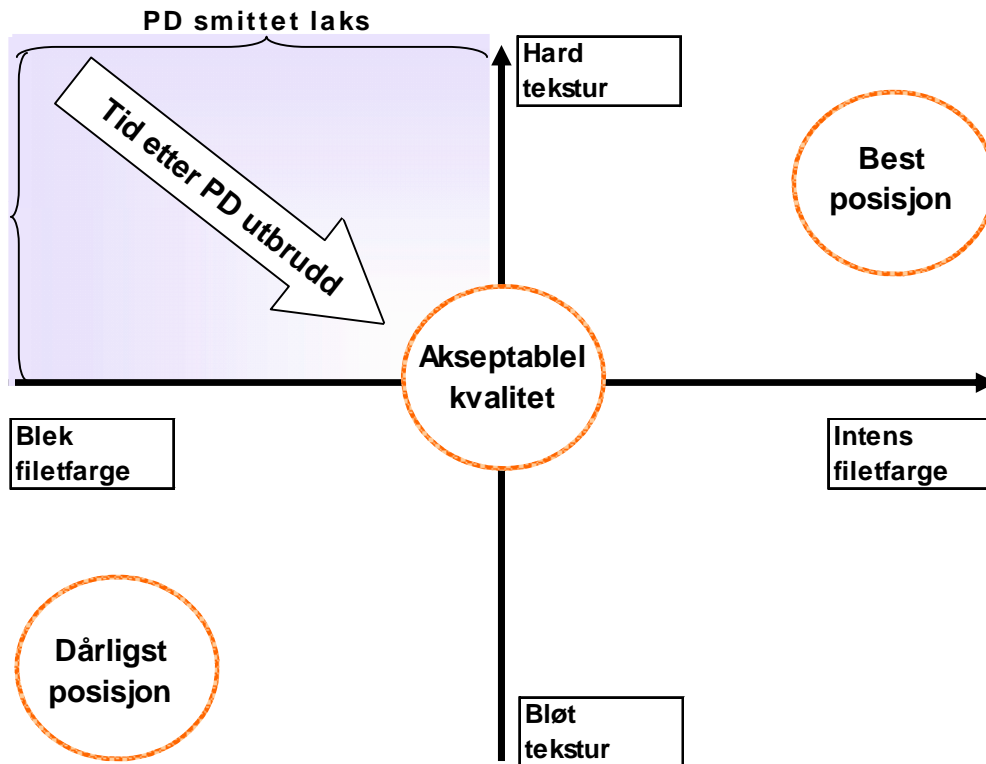 PD smittet laks
Hard
tekstur
Tid etter PD utbrudd
Best
posisjon
Akseptablel
kvalitet
Blek
filetfarge
Intens
filetfarge
Dårligst
posisjon
Bløt
tekstur